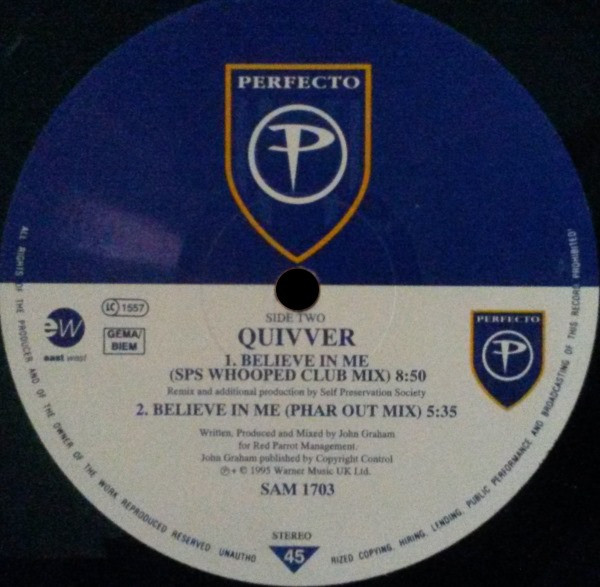 PERFECTO
P
SIDE TWO
QUIVVER
1. BELIEVE IN ME
(SPS WHOOPED CLUB MIX) 8:50
Remix and additional production by Self Preservation Society
2. BELIEVE IN ME (PHAR OUT MIX) 5:35
Written, Produced and Mixed by John Graham
for Red Parrot Management.
John Graham published by Copyright Control
℗ + © 1995 Warner Music UK Ltd.
SAM 1703
STEREO
45
ew
east west
LC 1557
GEMA/
BIEM
PERFECTO
P
ALL RIGHTS OF THE PRODUCER AND OF THE OWNER OF THE WORK REPRODUCED RESERVED. UNAUTHO RIZED COPYING, HIRING, LENDING, PUBLIC PERFORMANCE AND BROADCASTING OF THIS RECORD PROHIBITED